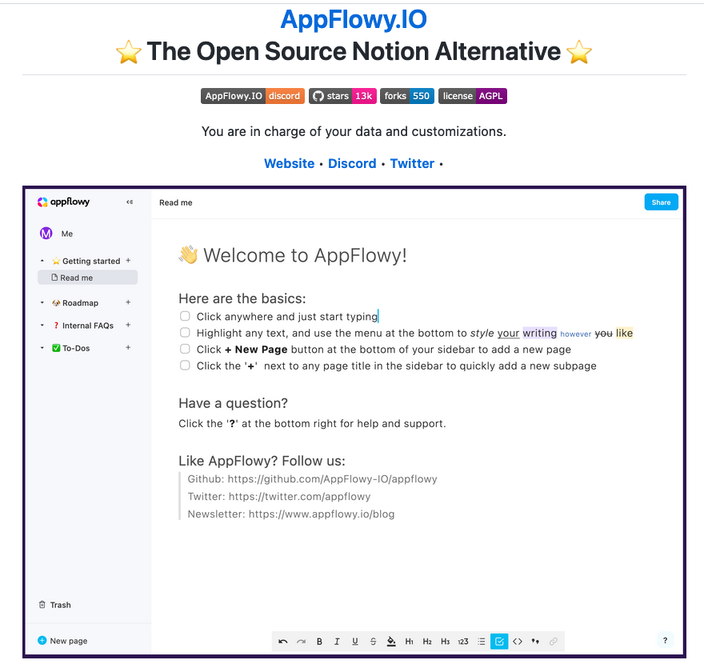 AppFlowy.IO
⭐ The Open Source Notion Alternative ⭐
AppFlowy.IO discord stars 13k forks 550 license AGPL
You are in charge of your data and customizations.
Website • Discord • Twitter •
appflowy
Read me
Share
M Me
⭐ Getting started +
Read me
Roadmap +
❓ Internal FAQs +
✅ To-Dos +
Trash
New page
👋 Welcome to AppFlowy!
Here are the basics:
Click anywhere and just start typing
Highlight any text, and use the menu at the bottom to style your writing however you like
Click + New Page button at the bottom of your sidebar to add a new page
Click the '+' next to any page title in the sidebar to quickly add a new subpage
Have a question?
Click the '?' at the bottom right for help and support.
Like AppFlowy? Follow us:
Github: https://github.com/AppFlowy-IO/appflowy
Twitter: https://twitter.com/appflowy
Newsletter: https://www.appflowy.io/blog
B I U S H1 H2 H3 123 <> ?